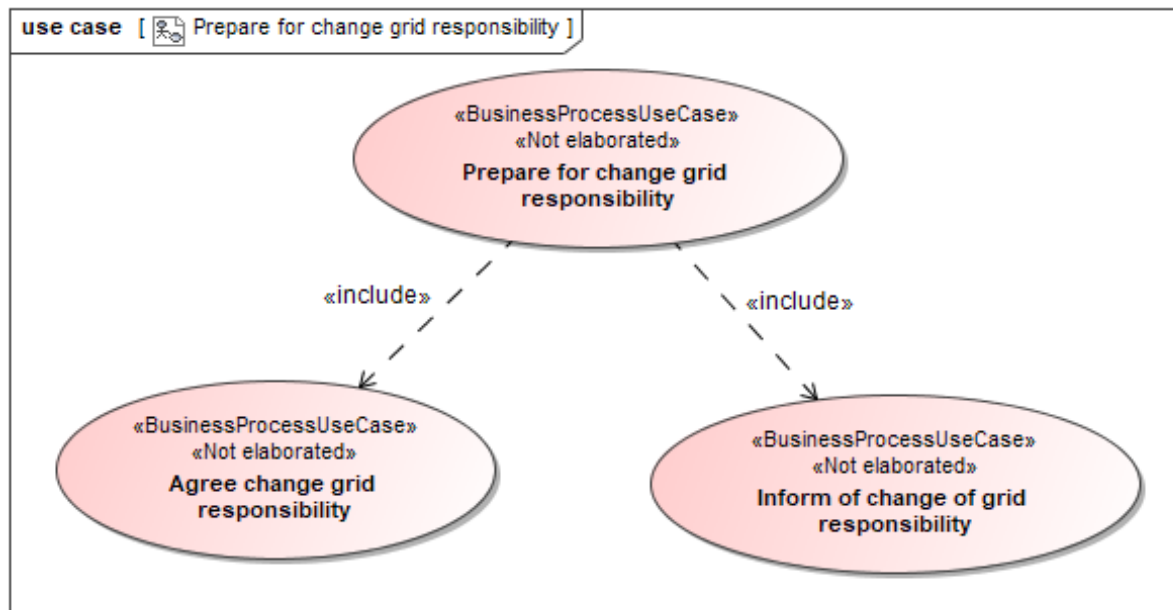 use case [ Prepare for change grid responsibility ]
«BusinessProcessUseCase»
«Not elaborated»
Prepare for change grid
responsibility
«include»
«include»
«BusinessProcessUseCase»
«Not elaborated»
Agree change grid
responsibility
«BusinessProcessUseCase»
«Not elaborated»
Inform of change of grid
responsibility